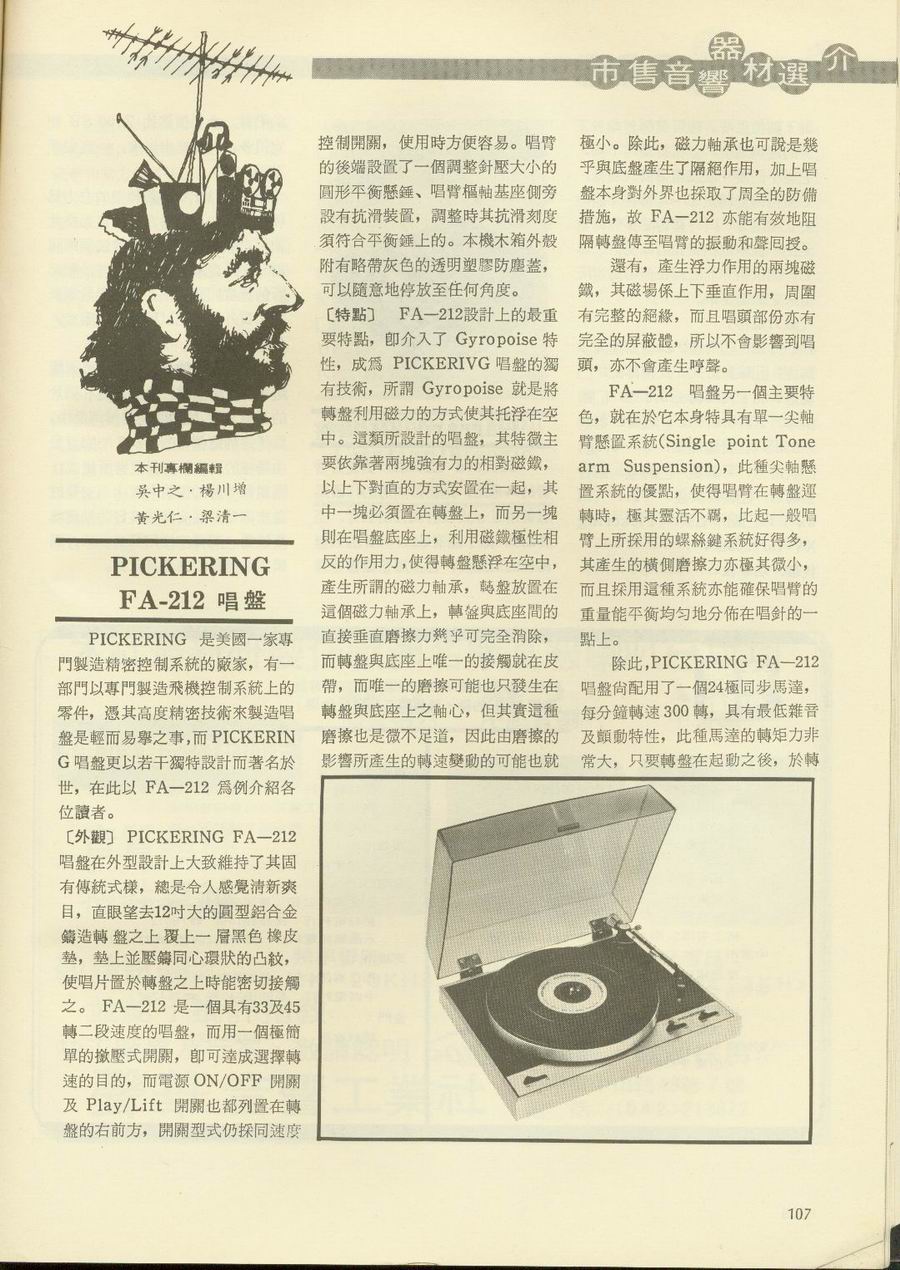 市售音響器材選介
本刊專欄編輯
吳中之·楊川增
黃光仁·梁清一
PICKERING
FA-212 唱盤
PICKERING 是美國一家專
門製造精密控制系統的廠家，有一
部門以專門製造飛機控制系統上的
零件，憑其高度精密技術來製造唱
盤是輕而易擧之事，而 PICKERIN
G 唱盤更以若干獨特設計而著名於
世，在此以 FA—212 爲例介紹各
位讀者。
〔外觀〕 PICKERING FA—212
唱盤在外型設計上大致維持了其固
有傳統式樣，總是令人感覺清新爽
目，直眼望去12吋大的圓型鋁合金
鑄造轉盤之上覆上一層黑色橡皮
墊，墊上並壓鑄同心環狀的凸紋，
使唱片置於轉盤之上時能密切接觸
之。 FA—212 是一個具有33及45
轉二段速度的唱盤，而用一個極簡
單的撳壓式開關，卽可達成選擇轉
速的目的，而電源 ON/OFF 開關
及 Play/Lift 開關也都列置在轉
盤的右前方，開關型式仍採同速度
控制開關，使用時方便容易。唱臂
的後端設置了一個調整針壓大小的
圓形平衡懸錘、唱臂樞軸基座側旁
設有抗滑裝置，調整時其抗滑刻度
須符合平衡錘上的。本機木箱外殼
附有略帶灰色的透明塑膠防塵蓋，
可以隨意地停放至任何角度。
〔特點〕 FA—212設計上的最重
要特點，卽介入了 Gyropoise 特
性，成爲 PICKERIVG 唱盤的獨
有技術，所謂 Gyropoise 就是將
轉盤利用磁力的方式使其托浮在空
中。這類所設計的唱盤，其特徵主
要依靠著兩塊強有力的相對磁鐵，
以上下對直的方式安置在一起，其
中一塊必須置在轉盤上，而另一塊
則在唱盤底座上，利用磁鐵極性相
反的作用力，使得轉盤懸浮在空中，
產生所謂的磁力軸承，轉盤放置在
這個磁力軸承上，轉盤與底座間的
直接垂直磨擦力幾乎可完全消除，
而轉盤與底座上唯一的接觸就在皮
帶，而唯一的磨擦可能也只發生在
轉盤與底座上之軸心，但其實這種
磨擦也是微不足道，因此由磨擦的
影響所產生的轉速變動的可能也就
極小。除此，磁力軸承也可說是幾
乎與底盤產生了隔絕作用，加上唱
盤本身對外界也採取了周全的防備
措施，故 FA—212 亦能有效地阻
隔轉盤傳至唱臂的振動和聲囘授。
還有，產生浮力作用的兩塊磁
鐵，其磁場係上下垂直作用，周圍
有完整的絕緣，而且唱頭部份亦有
完全的屏蔽體，所以不會影響到唱
頭，亦不會產生哼聲。
FA—212 唱盤另一個主要特
色，就在於它本身特具有單一尖軸
臂懸置系統(Single point Tone
arm Suspension)，此種尖軸懸
置系統的優點，使得唱臂在轉盤運
轉時，極其靈活不羈，比起一般唱
臂上所採用的螺絲鍵系統好得多，
其產生的橫側磨擦力亦極其微小，
而且採用這種系統亦能確保唱臂的
重量能平衡均匀地分佈在唱針的一
點上。
除此，PICKERING FA—212
唱盤尙配用了一個24極同步馬達，
每分鐘轉速 300 轉，具有最低雜音
及顫動特性，此種馬達的轉矩力非
常大，只要轉盤在起動之後，於轉
107